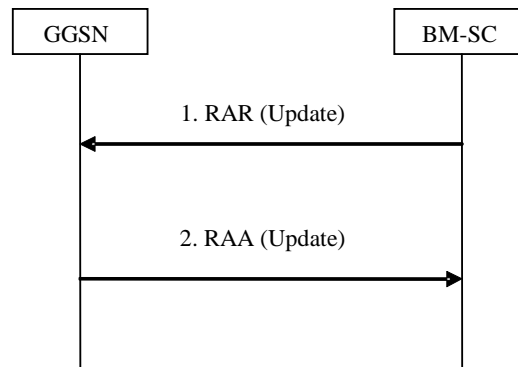 GGSN
BM-SC
1. RAR (Update)
2. RAA (Update)